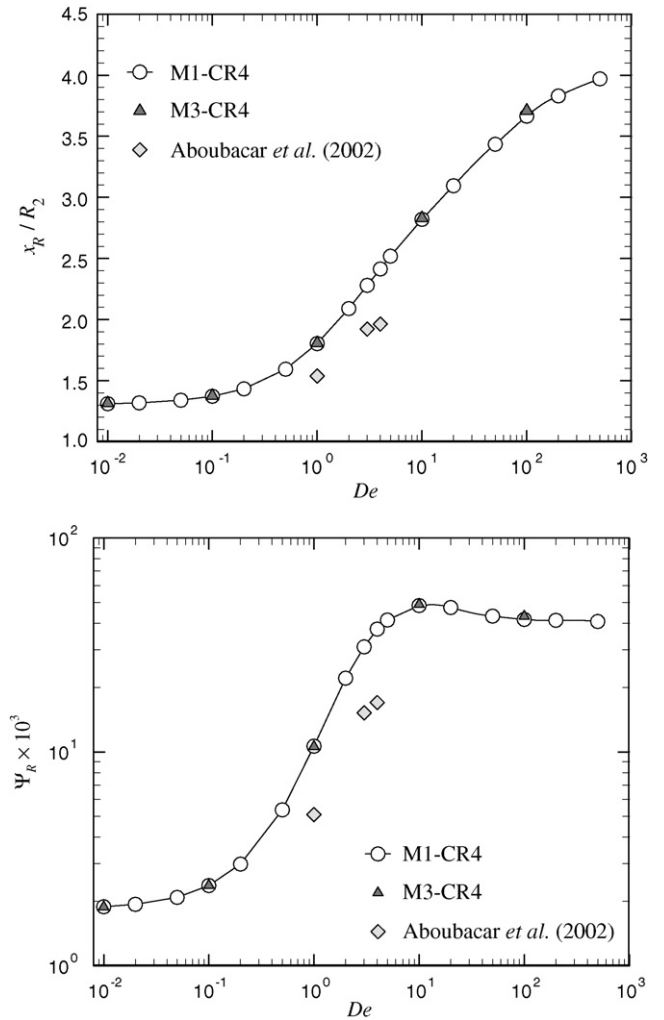 4.5
4.0
3.5
3.0
2.5
2.0
1.5
1.0
x_R / R_2
M1-CR4
M3-CR4
Aboubacar et al. (2002)
10^-2 10^-1 10^0 10^1 10^2 10^3
De
10^2
10^1
10^0
Ψ_R × 10^3
M1-CR4
M3-CR4
Aboubacar et al. (2002)
10^-2 10^-1 10^0 10^1 10^2 10^3
De